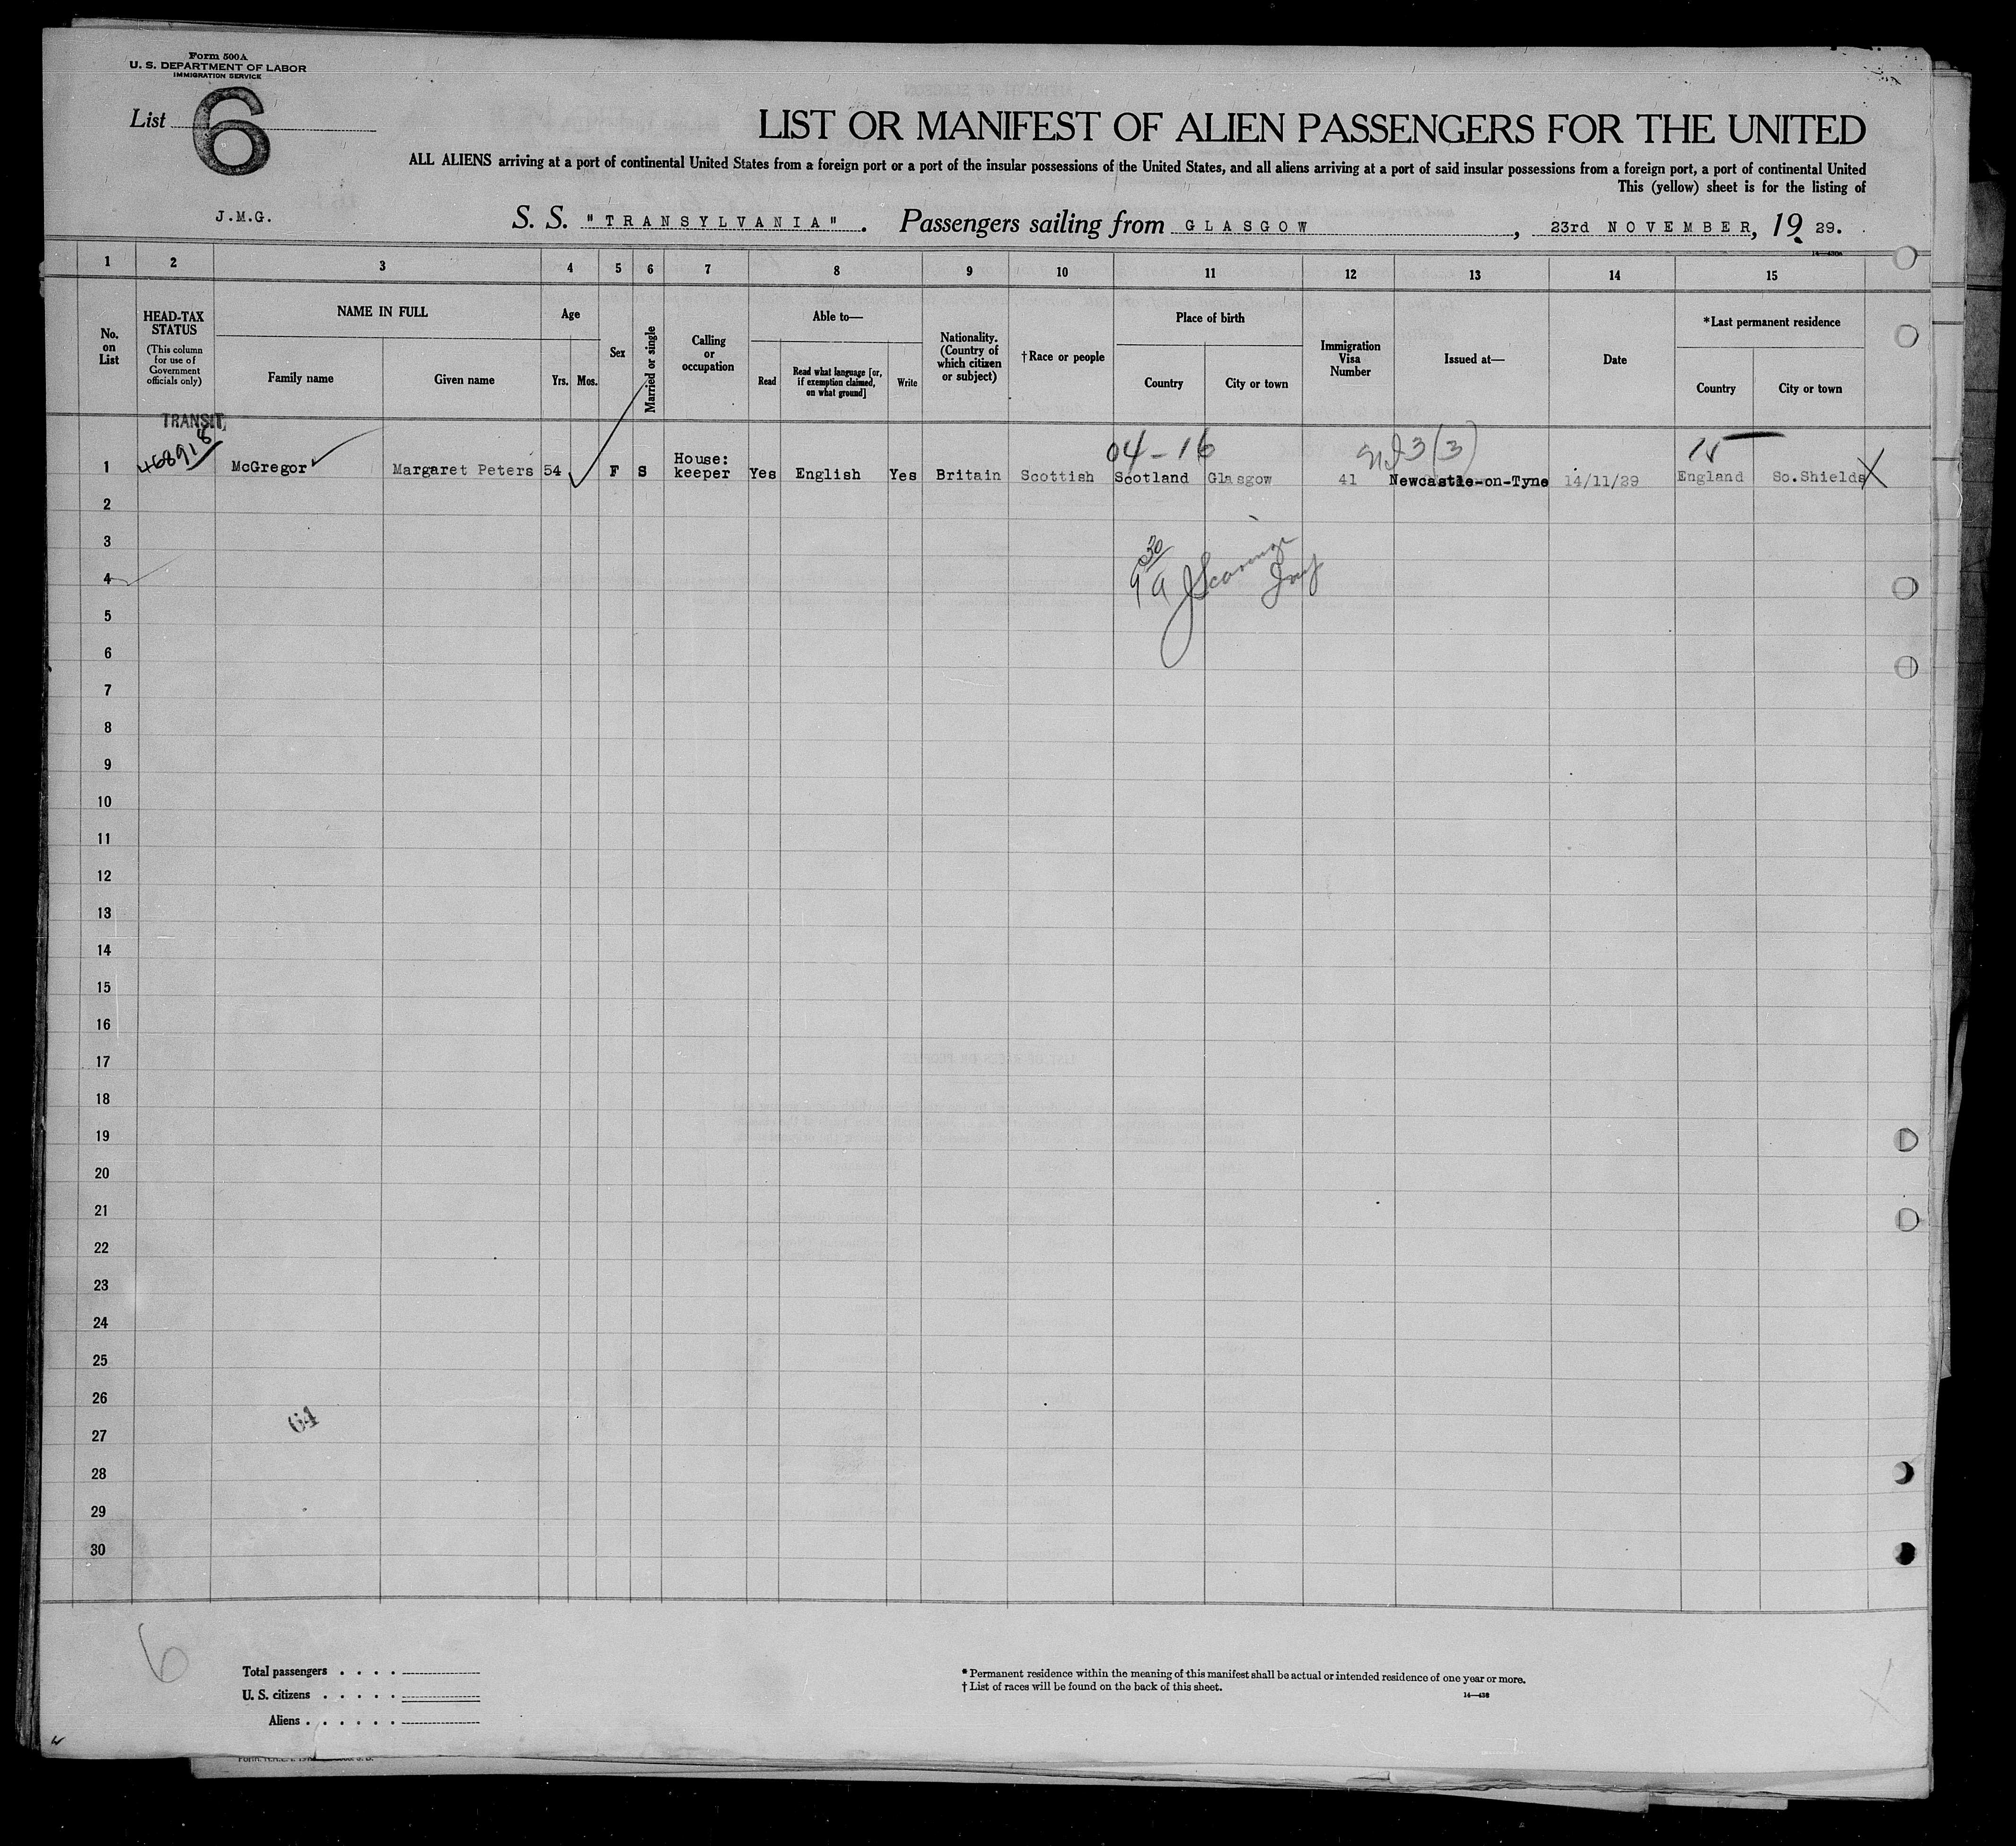 Form 500A
U. S. DEPARTMENT OF LABOR
IMMIGRATION SERVICE
List 6
LIST OR MANIFEST OF ALIEN PASSENGERS FOR THE UNITED
ALL ALIENS arriving at a port of continental United States from a foreign port or a port of the insular possessions of the United States, and all aliens arriving at a port of said insular possessions from a foreign port, a port of continental United
This (yellow) sheet is for the listing of
J.M.G.
S. S. "TRANSYLVANIA". Passengers sailing from GLASGOW, 23rd NOVEMBER, 19 29.
1 2 3 4 5 6 7 8 9 10 11 12 13 14 15
No. on List
HEAD-TAX STATUS
(This column for use of Government officials only)
NAME IN FULL
Family name
Given name
Age
Yrs. Mos.
Sex
Married or single
Calling or occupation
Able to—
Read
Read what language [or, if exemption claimed, on what ground]
Write
Nationality. (Country of which citizen or subject)
†Race or people
Place of birth
Country
City or town
Immigration Visa Number
Issued at—
Date
*Last permanent residence
Country
City or town
TRANSIT
468918
04-16
3(3)
1 McGregor Margaret Peters 54 F S House: keeper Yes English Yes Britain Scottish Scotland Glasgow 41 Newcastle-on-Tyne 14/11/29 England So.Shields
2
3
4
5
6
7
8
9
10
11
12
13
14
15
16
17
18
19
20
21
22
23
24
25
26
64
27
28
29
30
6
Total passengers . . . .
U. S. citizens . . . . .
Aliens . . . . . .
* Permanent residence within the meaning of this manifest shall be actual or intended residence of one year or more.
† List of races will be found on the back of this sheet.
14—436